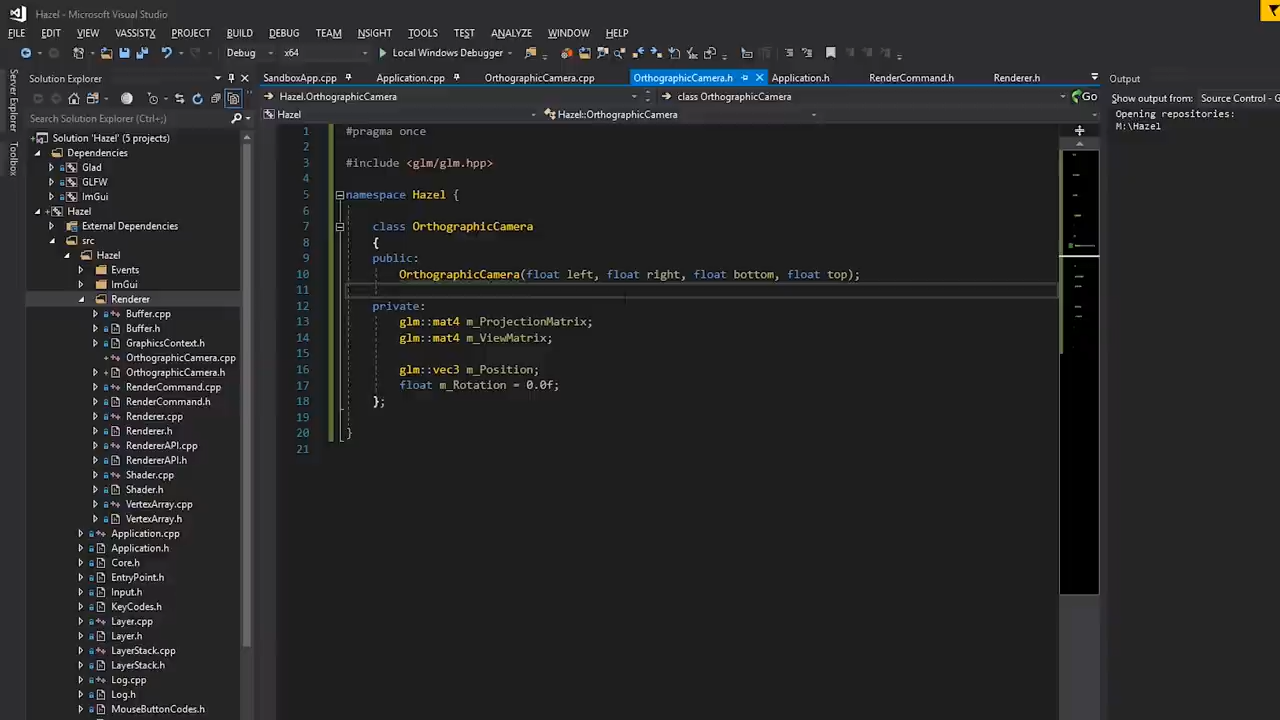 Hazel - Microsoft Visual Studio
FILE EDIT VIEW VASSISTX PROJECT BUILD DEBUG TEAM NSIGHT TOOLS TEST ANALYZE WINDOW HELP
Debug x64 Local Windows Debugger
Server Explorer
Toolbox
Solution Explorer
Search Solution Explorer (Ctrl+;)
Solution 'Hazel' (5 projects)
Dependencies
Glad
GLFW
ImGui
Hazel
External Dependencies
src
Hazel
Events
ImGui
Renderer
Buffer.cpp
Buffer.h
GraphicsContext.h
OrthographicCamera.cpp
OrthographicCamera.h
RenderCommand.cpp
RenderCommand.h
Renderer.cpp
Renderer.h
RendererAPI.cpp
RendererAPI.h
Shader.cpp
Shader.h
VertexArray.cpp
VertexArray.h
Application.cpp
Application.h
Core.h
EntryPoint.h
Input.h
KeyCodes.h
Layer.cpp
Layer.h
LayerStack.cpp
LayerStack.h
Log.cpp
Log.h
MouseButtonCodes.h
SandboxApp.cpp Application.cpp OrthographicCamera.cpp OrthographicCamera.h Application.h RenderCommand.h Renderer.h
Hazel.OrthographicCamera class OrthographicCamera Go
Hazel Hazel::OrthographicCamera
1 #pragma once
2
3 #include <glm/glm.hpp>
4
5 namespace Hazel {
6
7 class OrthographicCamera
8 {
9 public:
10 OrthographicCamera(float left, float right, float bottom, float top);
11
12 private:
13 glm::mat4 m_ProjectionMatrix;
14 glm::mat4 m_ViewMatrix;
15
16 glm::vec3 m_Position;
17 float m_Rotation = 0.0f;
18 };
19
20 }
21
Output
Show output from: Source Control - G
Opening repositories:
M:\Hazel